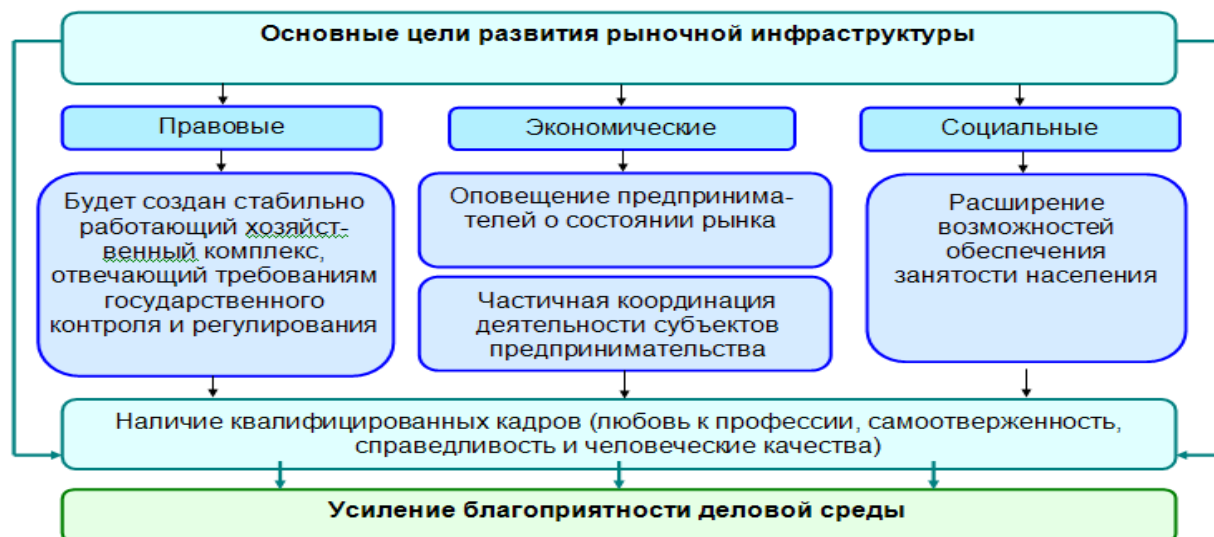 Основные цели развития рыночной инфраструктуры
Правовые
Экономические
Социальные
Будет создан стабильно
работающий хозяйст-
венный комплекс,
отвечающий требованиям
государственного
контроля и регулирования
Оповещение предпринима-
телей о состоянии рынка
Частичная координация
деятельности субъектов
предпринимательства
Расширение
возможностей
обеспечения
занятости населения
Наличие квалифицированных кадров (любовь к профессии, самоотверженность,
справедливость и человеческие качества)
Усиление благоприятности деловой среды